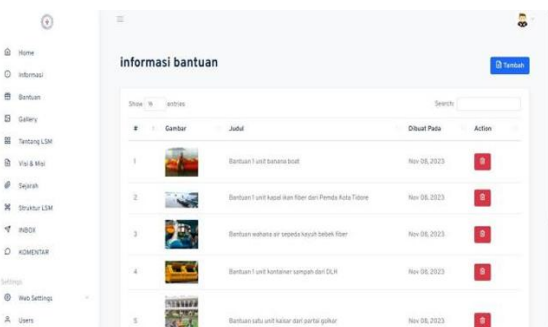 Home
Informasi
Bantuan
Gallery
Tentang LSM
Visi & Misi
Sejarah
Struktur LSM
INBOX
KOMENTAR
Settings
Web Settings
Users
informasi bantuan
Tambah
Show entries
Search:
# Gambar Judul Dibuat Pada Action
1 Bantuan 1 unit banana boat Nov 08, 2023
2 Bantuan 1 unit kapal ikan fiber dari Pemda Kota Tidore Nov 08, 2023
3 Bantuan wahana air sepeda kayuh bebek fiber Nov 08, 2023
4 Bantuan 1 unit kontainer sampah dari DLH Nov 08, 2023
5 Bantuan satu unit kaisar dari partai golkar Nov 08, 2023